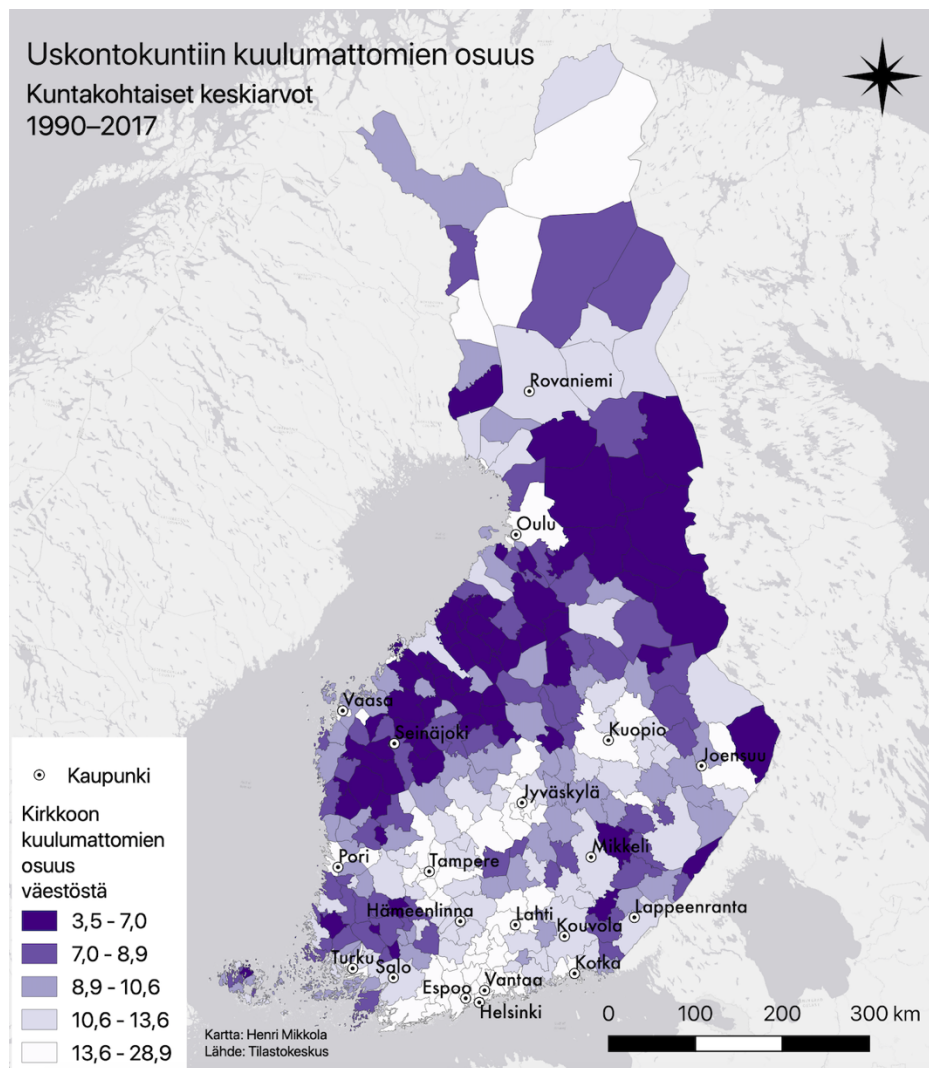 Uskontokuntiin kuulumattomien osuus
Kuntakohtaiset keskiarvot
1990–2017
Rovaniemi
Oulu
Vaasa
Seinäjoki
Kuopio
Joensuu
Jyväskylä
Mikkeli
Pori
Tampere
Hämeenlinna
Lahti
Lappeenranta
Kouvola
Turku
Salo
Kotka
Espoo
Vantaa
Helsinki
Kaupunki
Kirkkoon
kuulumattomien
osuus
väestöstä
3,5 - 7,0
7,0 - 8,9
8,9 - 10,6
10,6 - 13,6
13,6 - 28,9
Kartta: Henri Mikkola
Lähde: Tilastokeskus
0 100 200 300 km